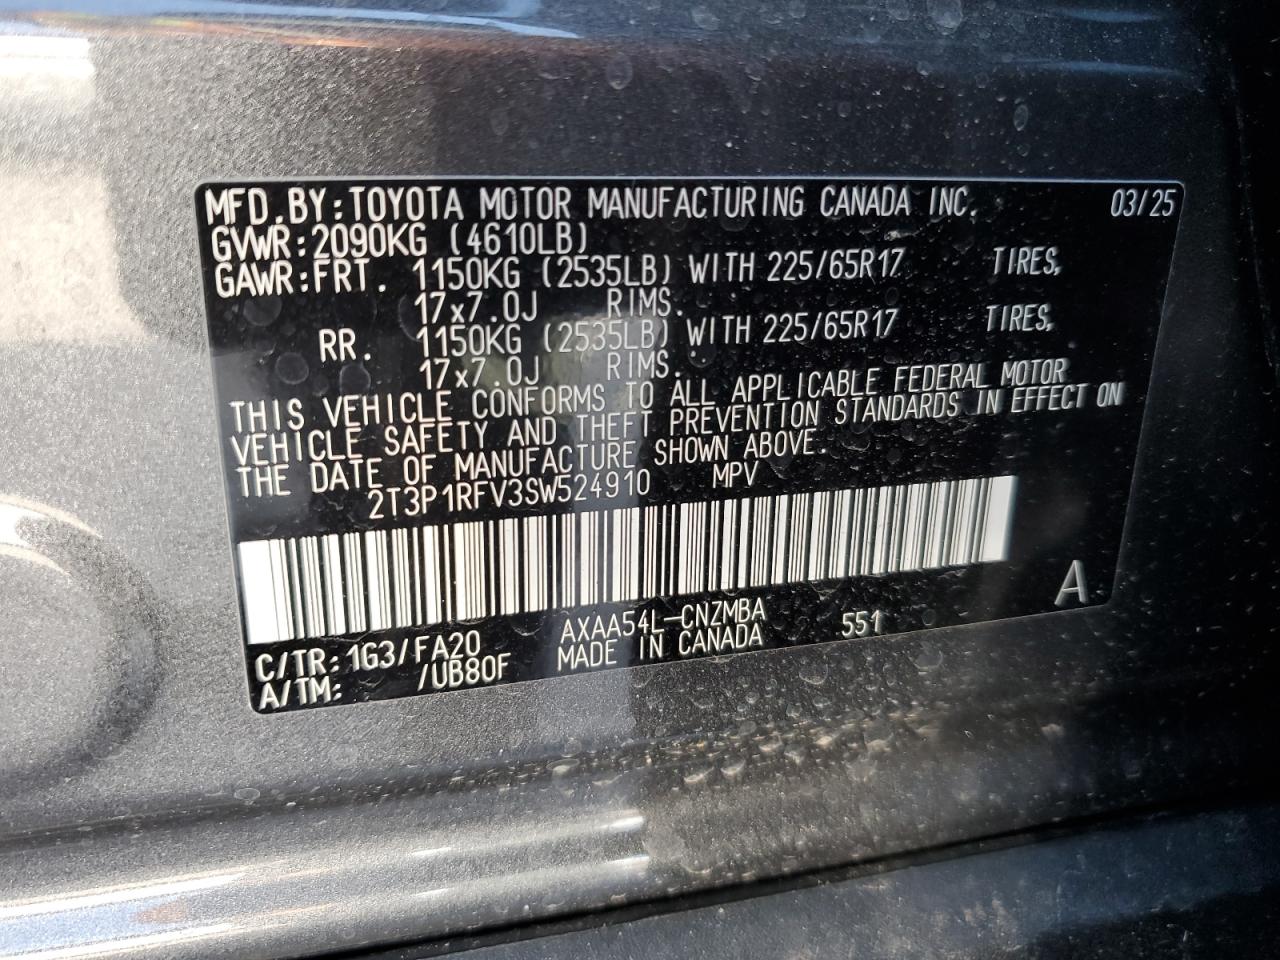 MFD.BY:TOYOTA MOTOR MANUFACTURING CANADA INC. 03/25
GVWR:2090KG (4610LB)
GAWR:FRT. 1150KG (2535LB) WITH 225/65R17 TIRES,
17x7.0J RIMS.
RR. 1150KG (2535LB) WITH 225/65R17 TIRES,
17x7.0J RIMS.
THIS VEHICLE CONFORMS TO ALL APPLICABLE FEDERAL MOTOR
VEHICLE SAFETY AND THEFT PREVENTION STANDARDS IN EFFECT ON
THE DATE OF MANUFACTURE SHOWN ABOVE.
2T3P1RFV3SW524910 MPV
A
C/TR:1G3/FA20 AXAA54L-CNZMBA 551
A/TM: /UB80F MADE IN CANADA